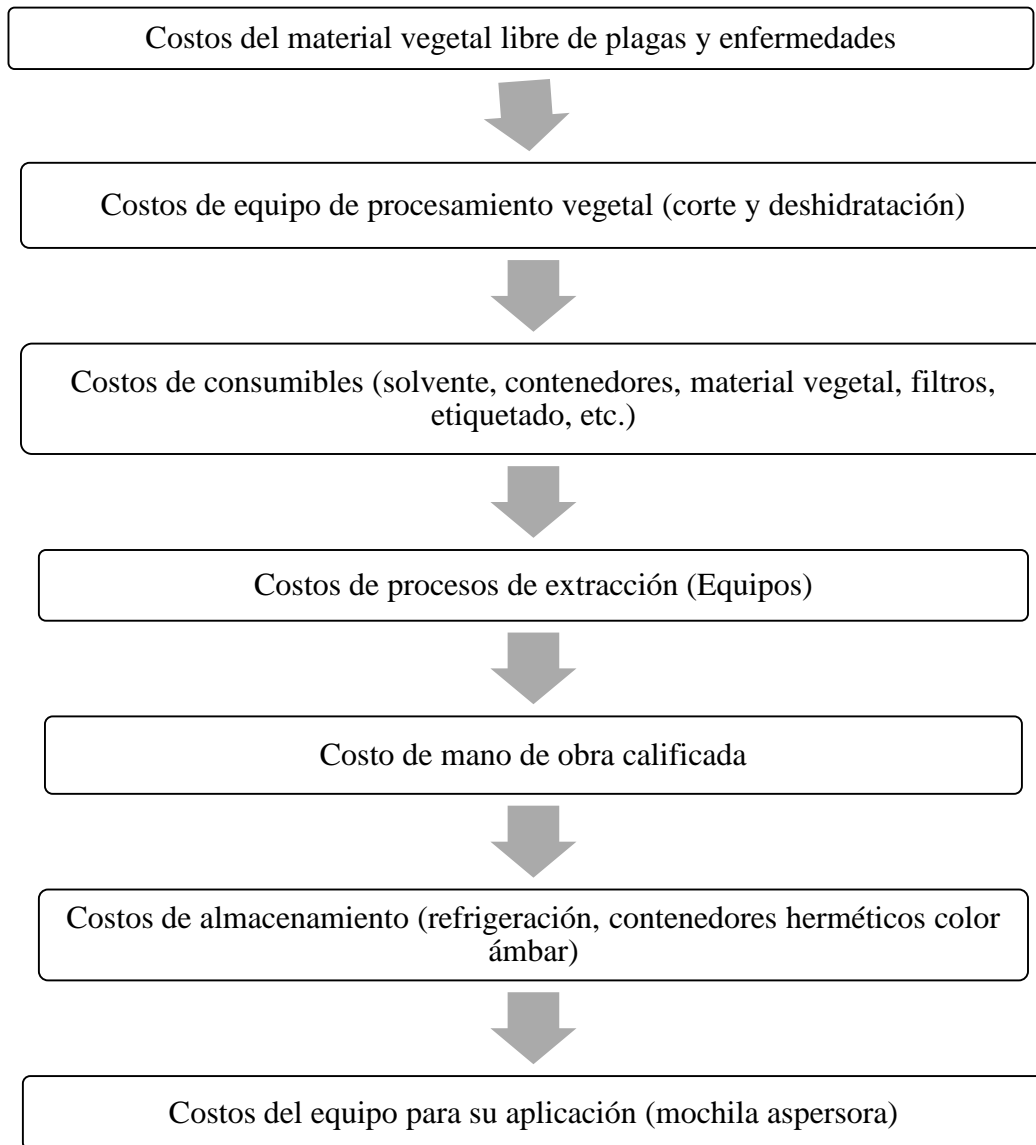 Costos del material vegetal libre de plagas y enfermedades
Costos de equipo de procesamiento vegetal (corte y deshidratación)
Costos de consumibles (solvente, contenedores, material vegetal, filtros,
etiquetado, etc.)
Costos de procesos de extracción (Equipos)
Costo de mano de obra calificada
Costos de almacenamiento (refrigeración, contenedores herméticos color
ámbar)
Costos del equipo para su aplicación (mochila aspersora)